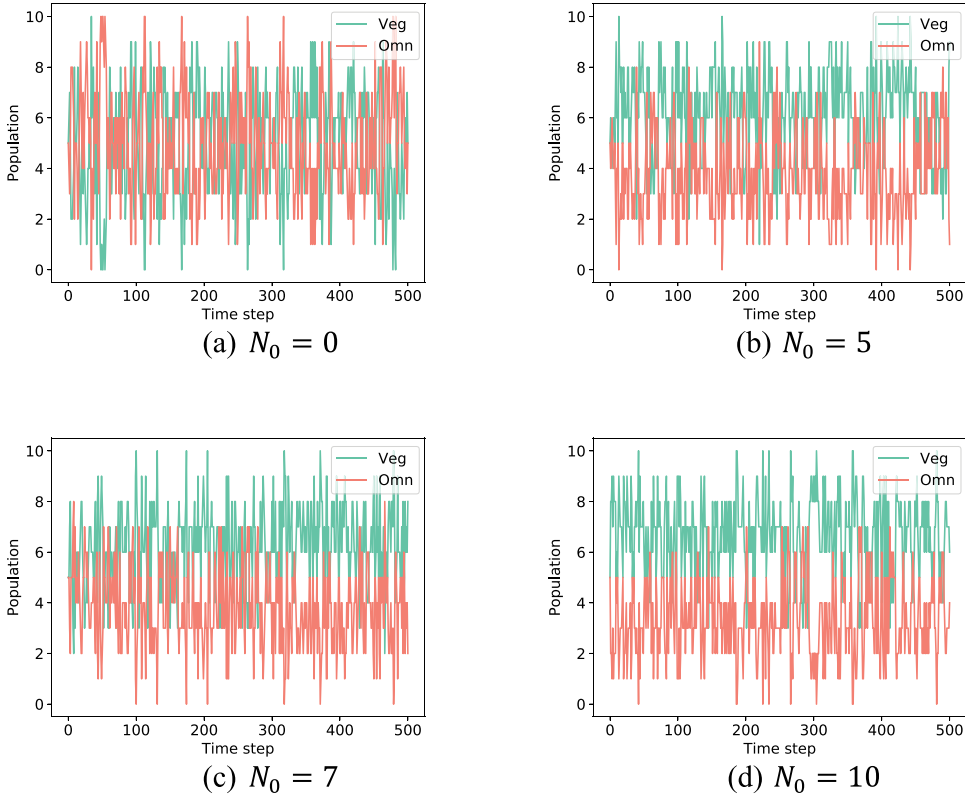 10
8
6
4
2
0
Population
Veg
Omn
0 100 200 300 400 500
Time step
(a) N₀ = 0
10
8
6
4
2
0
Population
Veg
Omn
0 100 200 300 400 500
Time step
(b) N₀ = 5
10
8
6
4
2
0
Population
Veg
Omn
0 100 200 300 400 500
Time step
(c) N₀ = 7
10
8
6
4
2
0
Population
Veg
Omn
0 100 200 300 400 500
Time step
(d) N₀ = 10